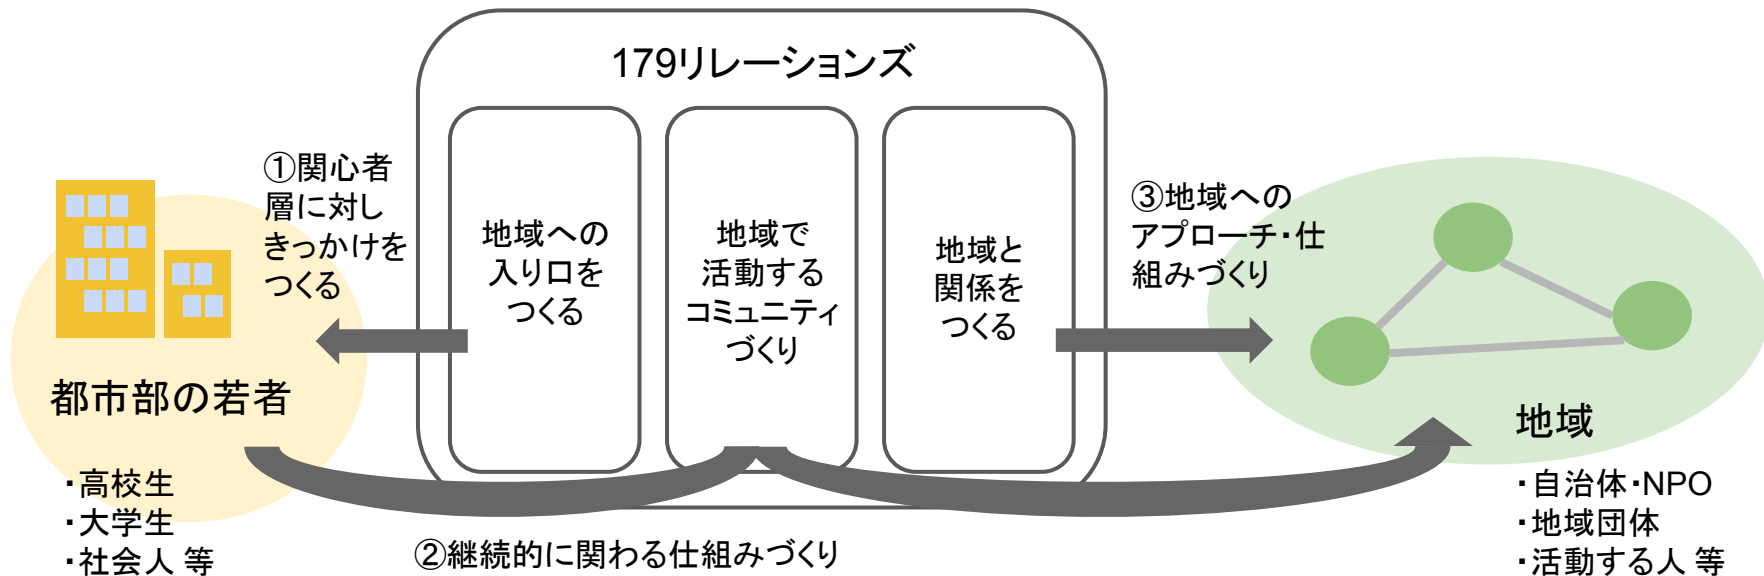 179リレーションズ
①関心者
層に対し
きっかけを
つくる
地域への
入り口を
つくる
地域で
活動する
コミュニティ
づくり
地域と
関係を
つくる
③地域への
アプローチ・仕
組みづくり
都市部の若者
・高校生
・大学生
・社会人 等
②継続的に関わる仕組みづくり
地域
・自治体・NPO
・地域団体
・活動する人 等